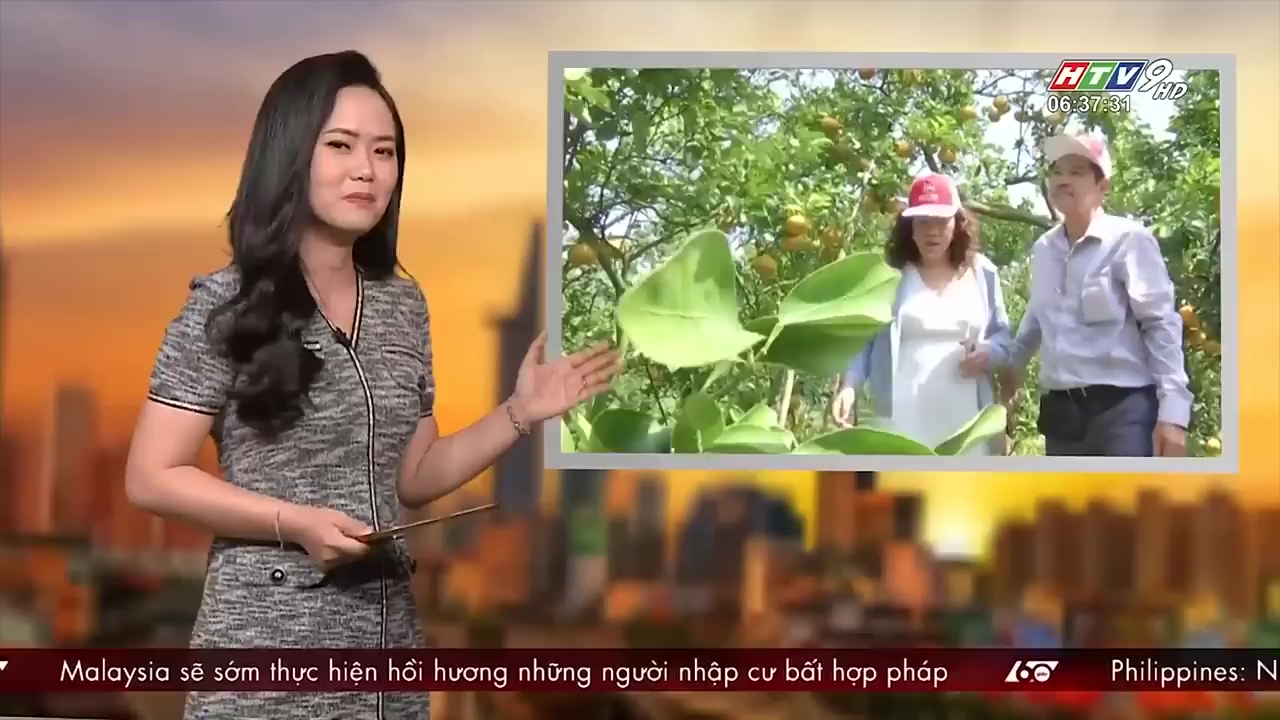 HTV9 HD
06:37:31
Malaysia sẽ sớm thực hiện hồi hương những người nhập cư bất hợp pháp
Philippines: N